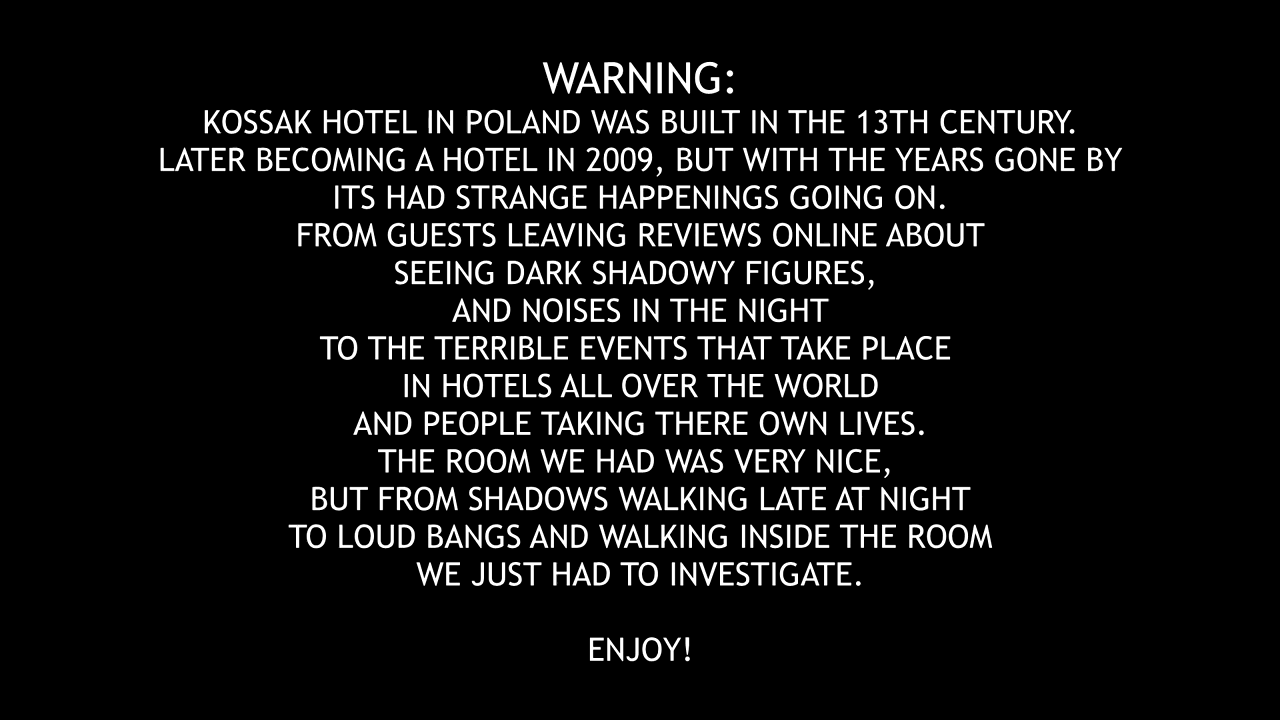 WARNING:
KOSSAK HOTEL IN POLAND WAS BUILT IN THE 13TH CENTURY.
LATER BECOMING A HOTEL IN 2009, BUT WITH THE YEARS GONE BY
ITS HAD STRANGE HAPPENINGS GOING ON.
FROM GUESTS LEAVING REVIEWS ONLINE ABOUT
SEEING DARK SHADOWY FIGURES,
AND NOISES IN THE NIGHT
TO THE TERRIBLE EVENTS THAT TAKE PLACE
IN HOTELS ALL OVER THE WORLD
AND PEOPLE TAKING THERE OWN LIVES.
THE ROOM WE HAD WAS VERY NICE,
BUT FROM SHADOWS WALKING LATE AT NIGHT
TO LOUD BANGS AND WALKING INSIDE THE ROOM
WE JUST HAD TO INVESTIGATE.
ENJOY!